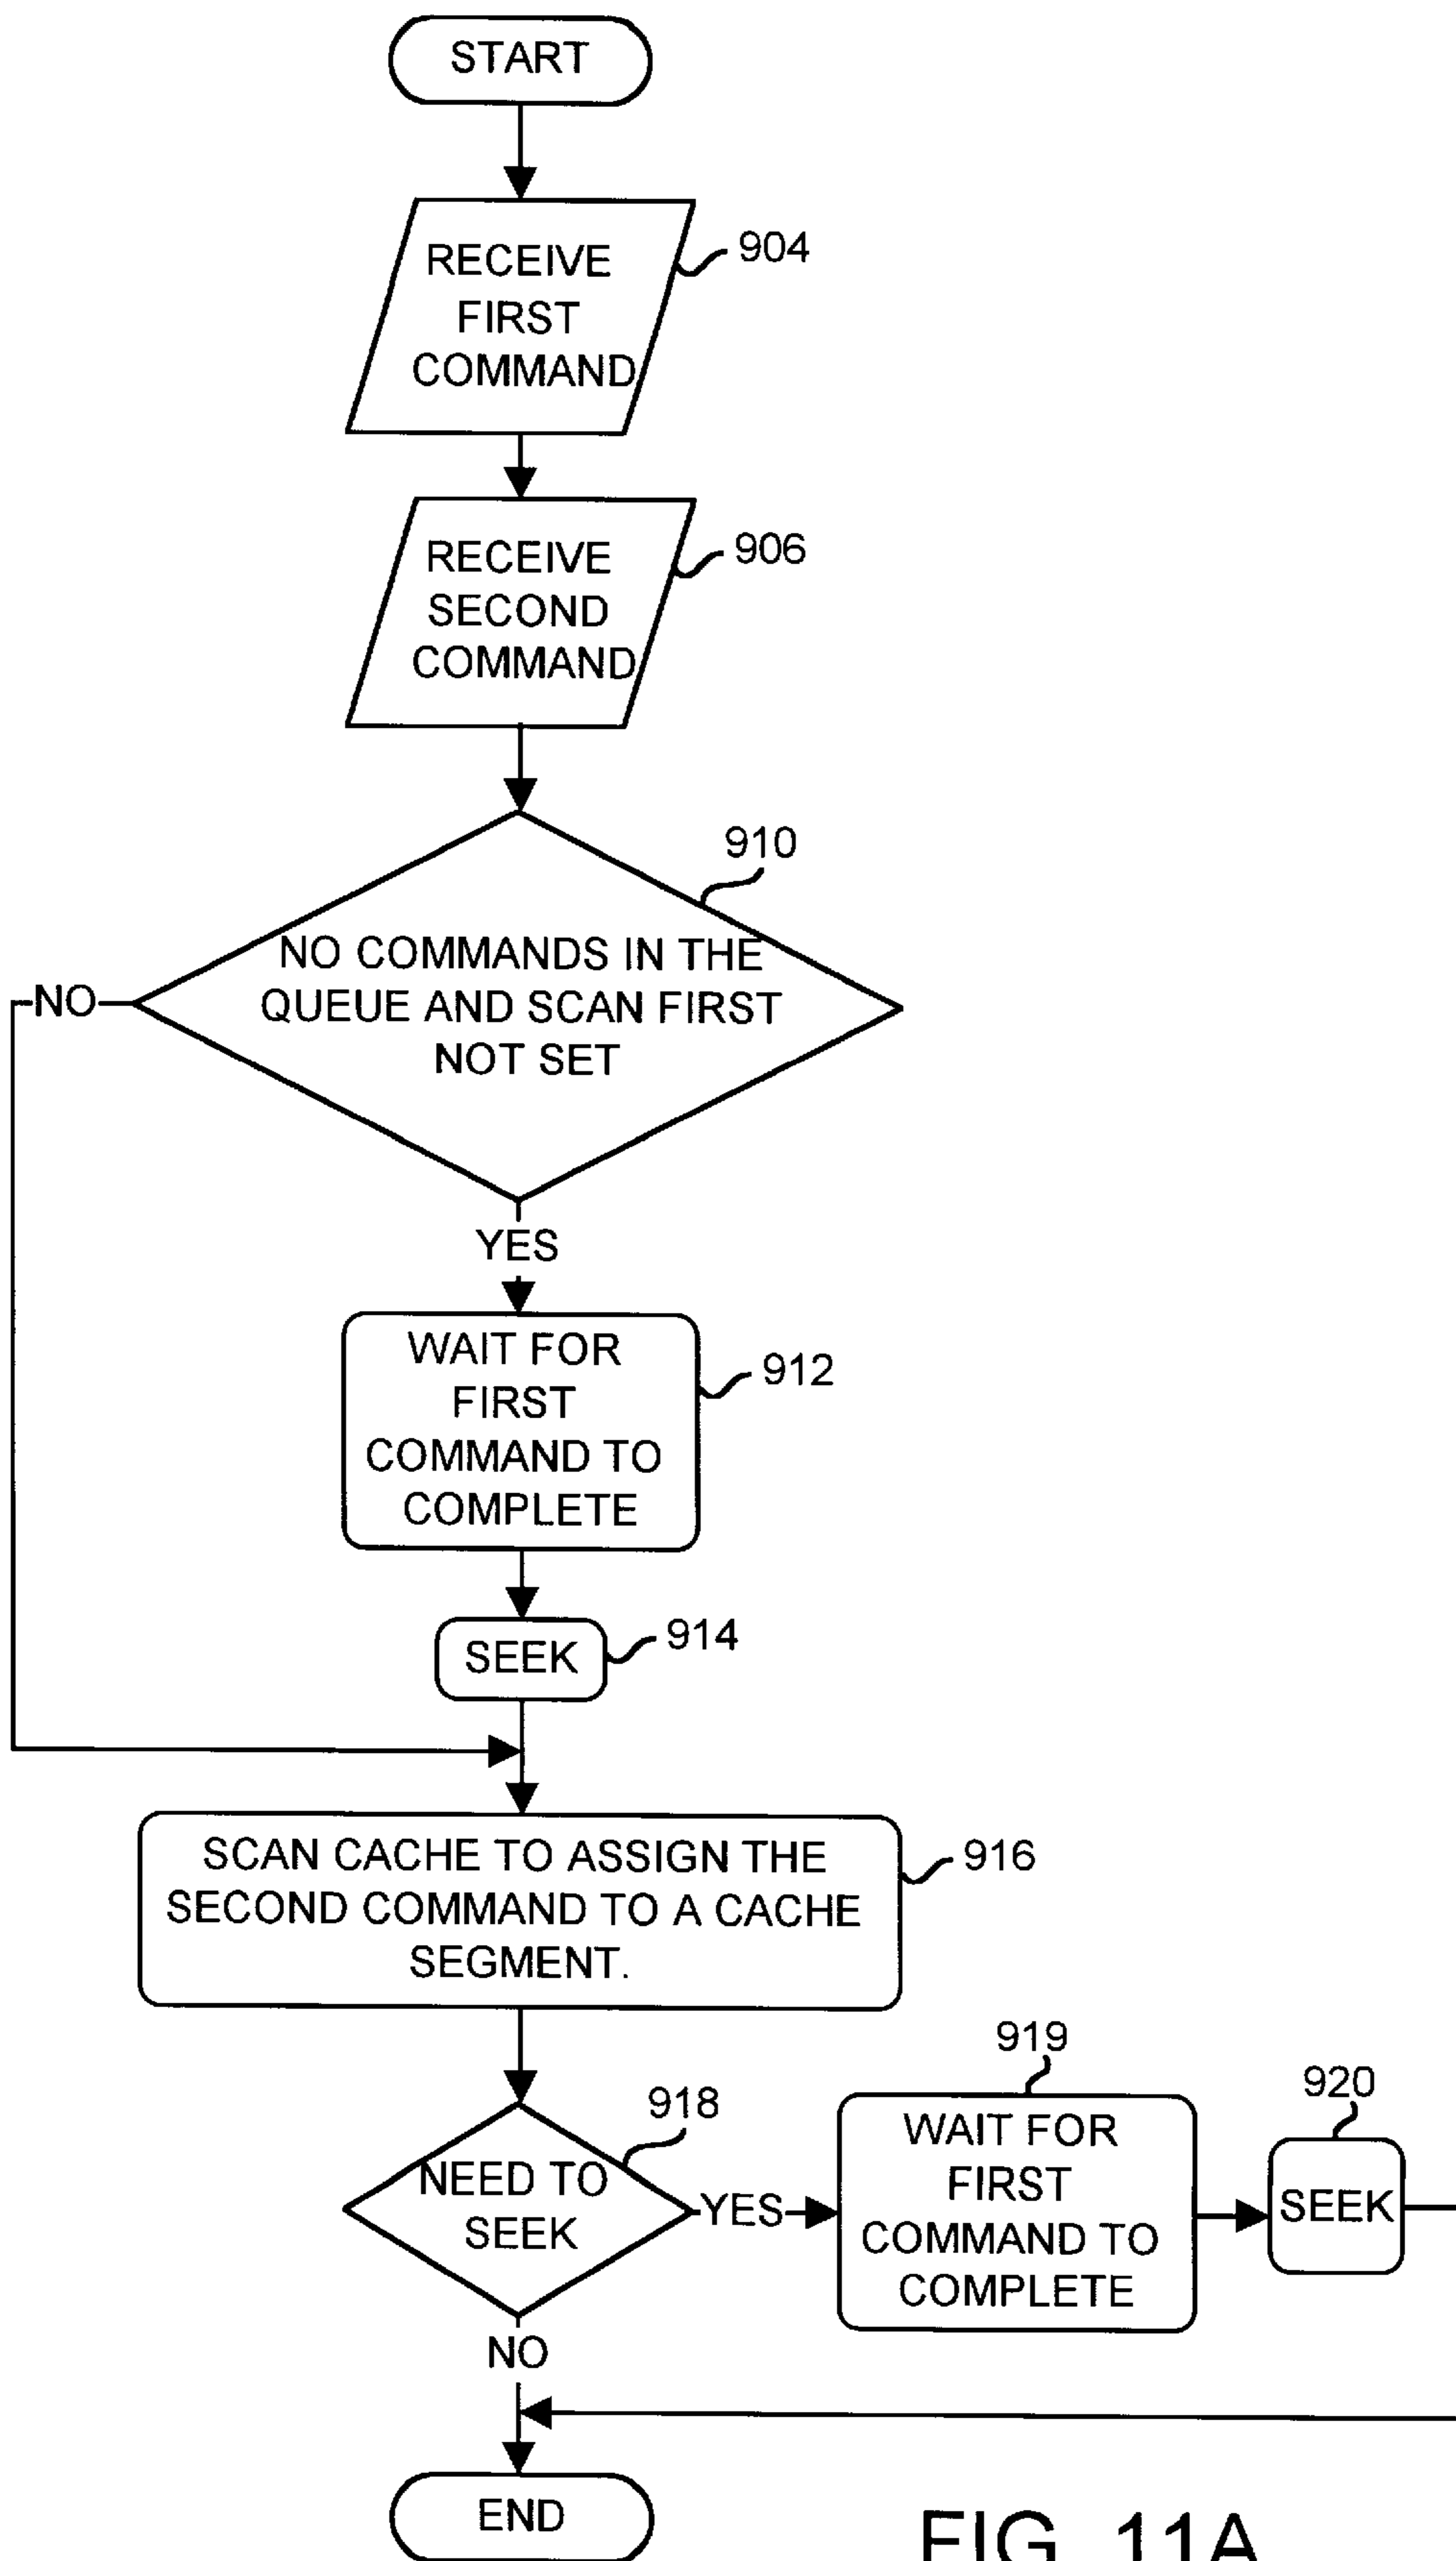 START
RECEIVE
FIRST
COMMAND
904
RECEIVE
SECOND
COMMAND
906
910
NO COMMANDS IN THE
QUEUE AND SCAN FIRST
NOT SET
NO
YES
WAIT FOR
FIRST
COMMAND TO
COMPLETE
912
SEEK
914
SCAN CACHE TO ASSIGN THE
SECOND COMMAND TO A CACHE
SEGMENT.
916
918
NEED TO
SEEK
YES
919
WAIT FOR
FIRST
COMMAND TO
COMPLETE
920
SEEK
NO
END
FIG. 11A